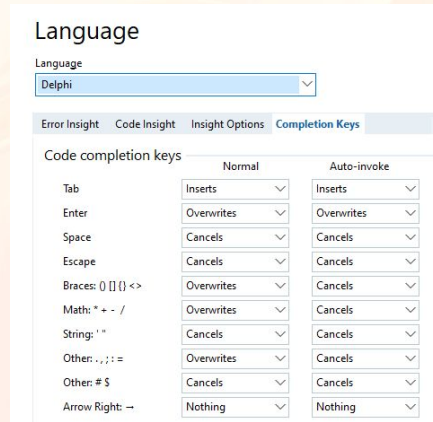 Language
Language
Delphi
Error Insight Code Insight Insight Options Completion Keys
Code completion keys
Normal Auto-invoke
Tab Inserts Inserts
Enter Overwrites Overwrites
Space Cancels Cancels
Escape Cancels Cancels
Braces: () [] {} <> Overwrites Cancels
Math: * + - / Overwrites Cancels
String: ' " Cancels Cancels
Other: . , ; : = Overwrites Cancels
Other: # $ Cancels Cancels
Arrow Right: → Nothing Nothing